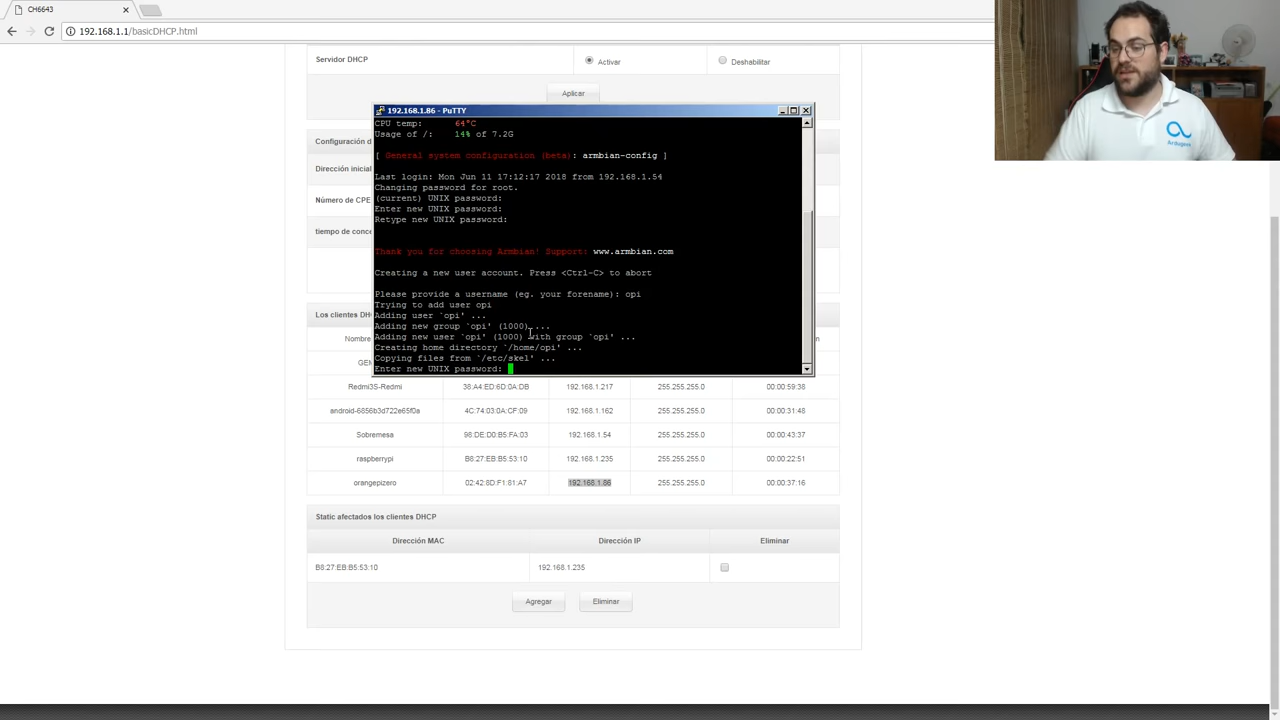 CH6643
192.168.1.1/basicDHCP.html
Servidor DHCP
Activar
Deshabilitar
Aplicar
192.168.1.86 - PuTTY
CPU temp: 64°C
Usage of /: 14% of 7.2G
[ General system configuration (beta): armbian-config ]
Last login: Mon Jun 11 17:12:17 2018 from 192.168.1.54
Changing password for root.
(current) UNIX password:
Enter new UNIX password:
Retype new UNIX password:
Thank you for choosing Armbian! Support: www.armbian.com
Creating a new user account. Press <Ctrl-C> to abort
Please provide a username (eg. your forename): opi
Trying to add user opi
Adding user `opi' ...
Adding new group `opi' (1000) ...
Adding new user `opi' (1000) with group `opi' ...
Creating home directory `/home/opi' ...
Copying files from `/etc/skel' ...
Enter new UNIX password:
Configuración d
Dirección inicial
Número de CPE
tiempo de conce
Los clientes DH
Nombre
GEN
Redmi3S-Redmi 38:A4:ED:6D:0A:DB 192.168.1.217 255.255.255.0 00:00:59:38
android-6856b3d722e65f0a 4C:74:03:0A:CF:09 192.168.1.162 255.255.255.0 00:00:31:48
Sobremesa 98:DE:D0:B5:FA:03 192.168.1.54 255.255.255.0 00:00:43:37
raspberrypi B8:27:EB:B5:53:10 192.168.1.235 255.255.255.0 00:00:22:51
orangepizero 02:42:8D:F1:81:A7 192.168.1.86 255.255.255.0 00:00:37:16
Static afectados los clientes DHCP
Dirección MAC Dirección IP Eliminar
B8:27:EB:B5:53:10 192.168.1.235
Agregar Eliminar